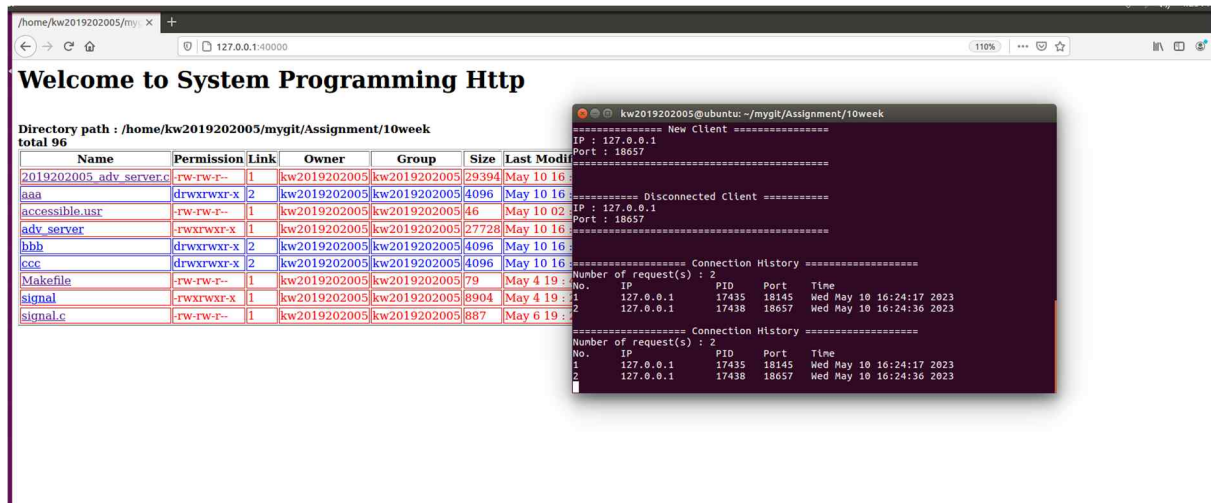 /home/kw2019202005/my
127.0.0.1:40000
110%
Welcome to System Programming Http
Directory path : /home/kw2019202005/mygit/Assignment/10week
total 96
Name Permission Link Owner Group Size Last Modif
2019202005_adv_server.c -rw-rw-r-- 1 kw2019202005 kw2019202005 29394 May 10 16 :
aaa drwxrwxr-x 2 kw2019202005 kw2019202005 4096 May 10 16 :
accessible.usr -rw-rw-r-- 1 kw2019202005 kw2019202005 46 May 10 02 :
adv_server -rwxrwxr-x 1 kw2019202005 kw2019202005 27728 May 10 16 :
bbb drwxrwxr-x 2 kw2019202005 kw2019202005 4096 May 10 16 :
ccc drwxrwxr-x 2 kw2019202005 kw2019202005 4096 May 10 16 :
Makefile -rw-rw-r-- 1 kw2019202005 kw2019202005 79 May 4 19 :
signal -rwxrwxr-x 1 kw2019202005 kw2019202005 8904 May 4 19 :
signal.c -rw-rw-r-- 1 kw2019202005 kw2019202005 887 May 6 19 :
kw2019202005@ubuntu: ~/mygit/Assignment/10week
=============== New Client ================
IP : 127.0.0.1
Port : 18657
===========================================
=========== Disconnected Client ===========
IP : 127.0.0.1
Port : 18657
===========================================
=================== Connection History ===================
Number of request(s) : 2
No. IP PID Port Time
1 127.0.0.1 17435 18145 Wed May 10 16:24:17 2023
2 127.0.0.1 17438 18657 Wed May 10 16:24:36 2023
=================== Connection History ===================
Number of request(s) : 2
No. IP PID Port Time
1 127.0.0.1 17435 18145 Wed May 10 16:24:17 2023
2 127.0.0.1 17438 18657 Wed May 10 16:24:36 2023